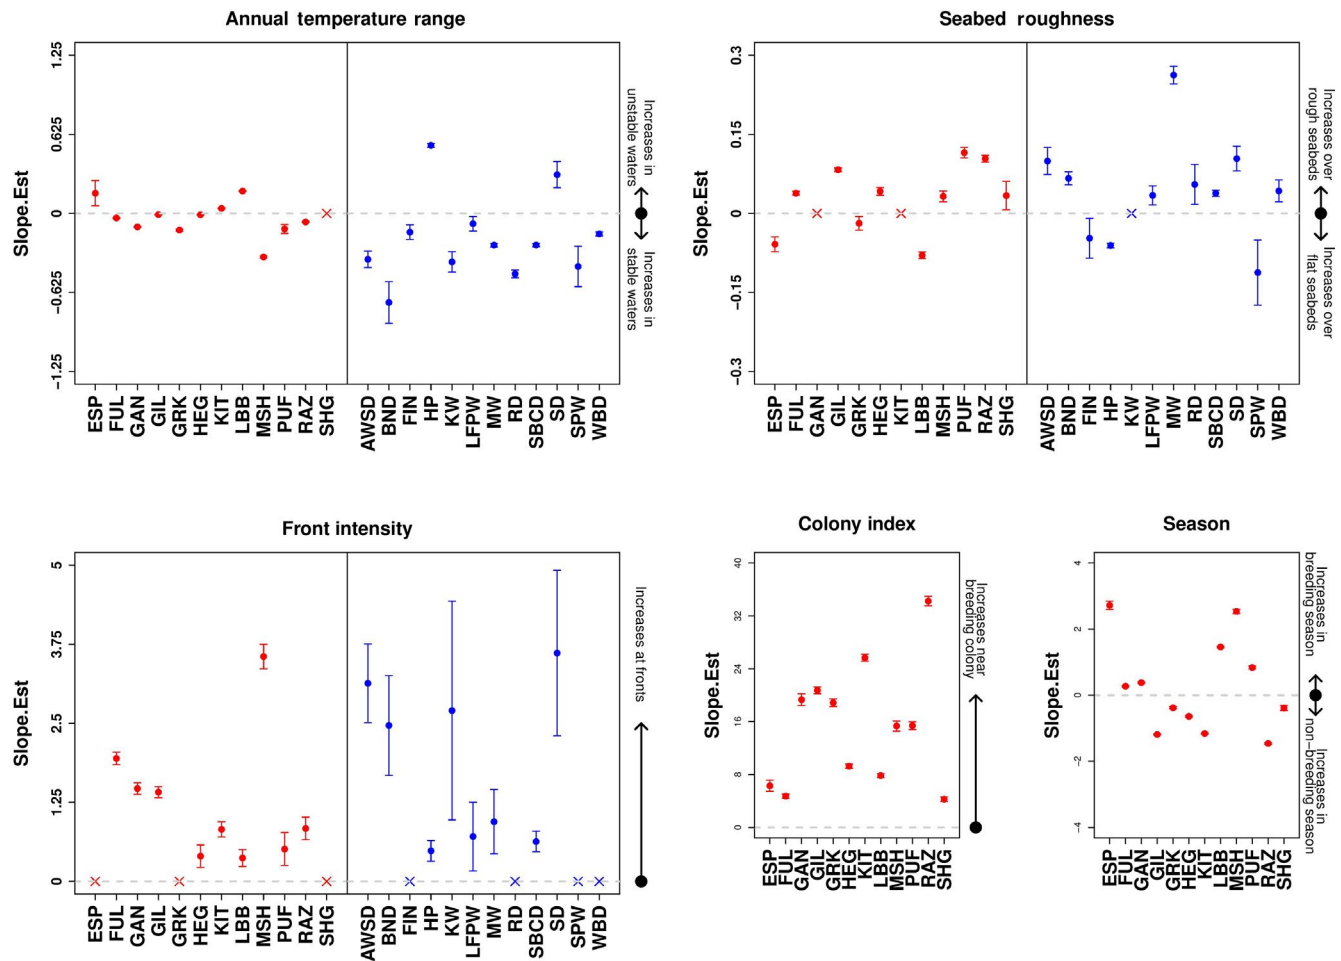 Annual temperature range
Slope.Est
1.25
0.625
0
−0.625
−1.25
ESP FUL GAN GIL GRK HEG KIT LBB MSH PUF RAZ SHG AWSD BND FIN HP KW LFPW MW RD SBCD SD SPW WBD
Increases in
unstable waters
Increases in
stable waters
Seabed roughness
Slope.Est
0.3
0.15
0
−0.15
−0.3
ESP FUL GAN GIL GRK HEG KIT LBB MSH PUF RAZ SHG AWSD BND FIN HP KW LFPW MW RD SBCD SD SPW WBD
Increases over
rough seabeds
Increases over
flat seabeds
Front intensity
Slope.Est
5
3.75
2.5
1.25
0
ESP FUL GAN GIL GRK HEG KIT LBB MSH PUF RAZ SHG AWSD BND FIN HP KW LFPW MW RD SBCD SD SPW WBD
Increases at fronts
Colony index
Slope.Est
40
32
24
16
8
0
ESP FUL GAN GIL GRK HEG KIT LBB MSH PUF RAZ SHG
Increases near
breeding colony
Season
Slope.Est
4
2
0
−2
−4
ESP FUL GAN GIL GRK HEG KIT LBB MSH PUF RAZ SHG
Increases in
breeding season
Increases in
non−breeding season